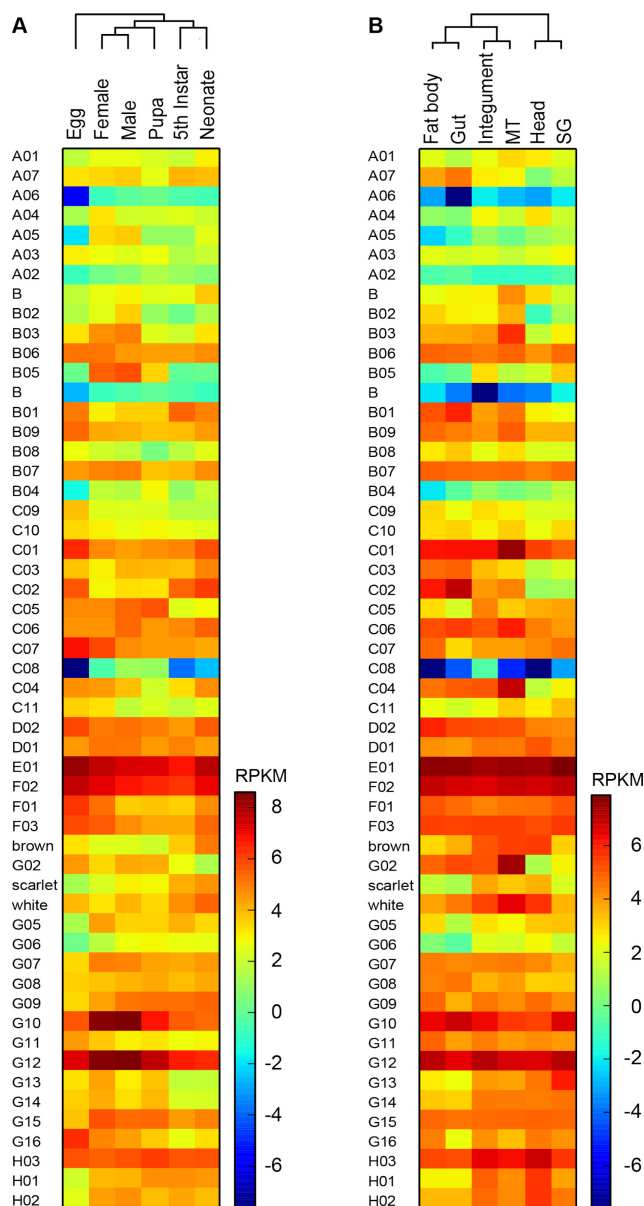 A
Egg
Female
Male
Pupa
5th Instar
Neonate
A01
A07
A06
A04
A05
A03
A02
B
B02
B03
B06
B05
B
B01
B09
B08
B07
B04
C09
C10
C01
C03
C02
C05
C06
C07
C08
C04
C11
D02
D01
E01
F02
F01
F03
brown
G02
scarlet
white
G05
G06
G07
G08
G09
G10
G11
G12
G13
G14
G15
G16
H03
H01
H02
RPKM
8
6
4
2
0
-2
-4
-6
B
Fat body
Gut
Integument
MT
Head
SG
A01
A07
A06
A04
A05
A03
A02
B
B02
B03
B06
B05
B
B01
B09
B08
B07
B04
C09
C10
C01
C03
C02
C05
C06
C07
C08
C04
C11
D02
D01
E01
F02
F01
F03
brown
G02
scarlet
white
G05
G06
G07
G08
G09
G10
G11
G12
G13
G14
G15
G16
H03
H01
H02
RPKM
6
4
2
0
-2
-4
-6